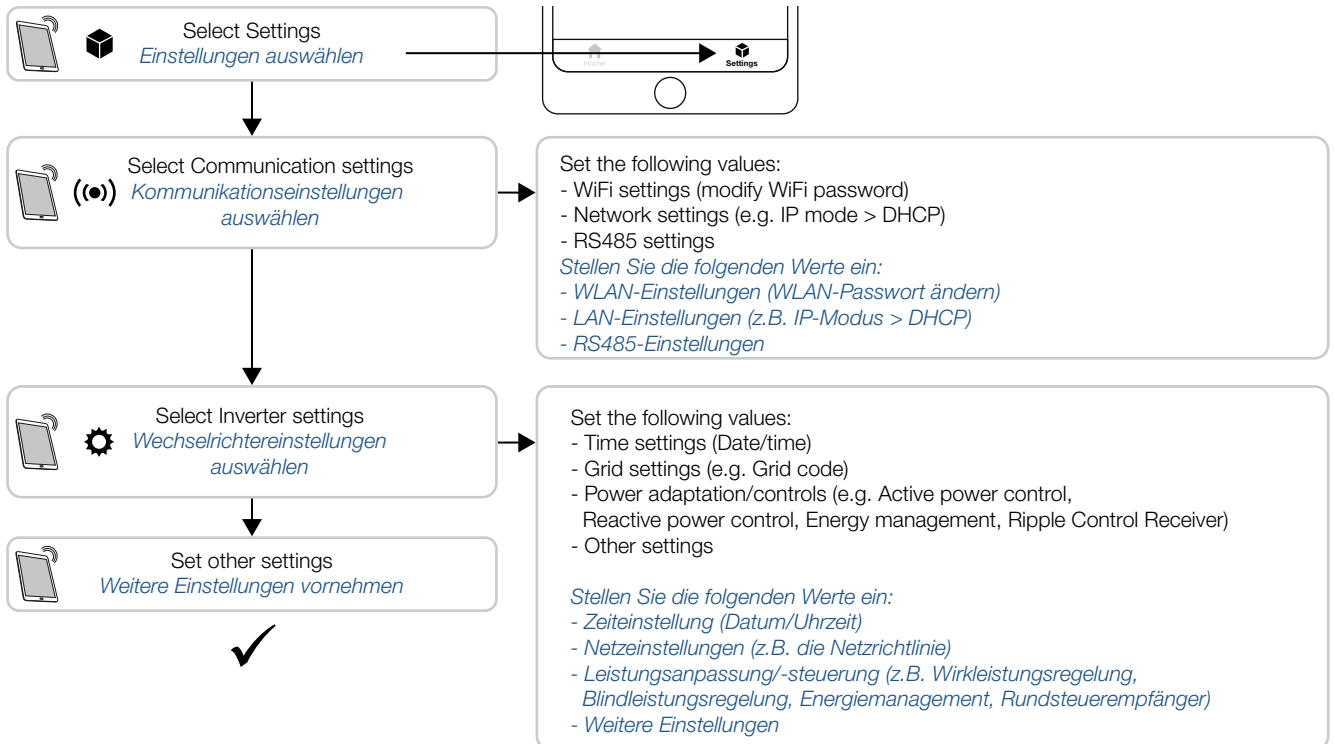 Select Settings
Einstellungen auswählen
Home
Settings
Select Communication settings
Kommunikationseinstellungen
auswählen
Set the following values:
- WiFi settings (modify WiFi password)
- Network settings (e.g. IP mode > DHCP)
- RS485 settings
Stellen Sie die folgenden Werte ein:
- WLAN-Einstellungen (WLAN-Passwort ändern)
- LAN-Einstellungen (z.B. IP-Modus > DHCP)
- RS485-Einstellungen
Select Inverter settings
Wechselrichtereinstellungen
auswählen
Set the following values:
- Time settings (Date/time)
- Grid settings (e.g. Grid code)
- Power adaptation/controls (e.g. Active power control,
Reactive power control, Energy management, Ripple Control Receiver)
- Other settings
Stellen Sie die folgenden Werte ein:
- Zeiteinstellung (Datum/Uhrzeit)
- Netzeinstellungen (z.B. die Netzrichtlinie)
- Leistungsanpassung/-steuerung (z.B. Wirkleistungsregelung,
Blindleistungsregelung, Energiemanagement, Rundsteuerempfänger)
- Weitere Einstellungen
Set other settings
Weitere Einstellungen vornehmen